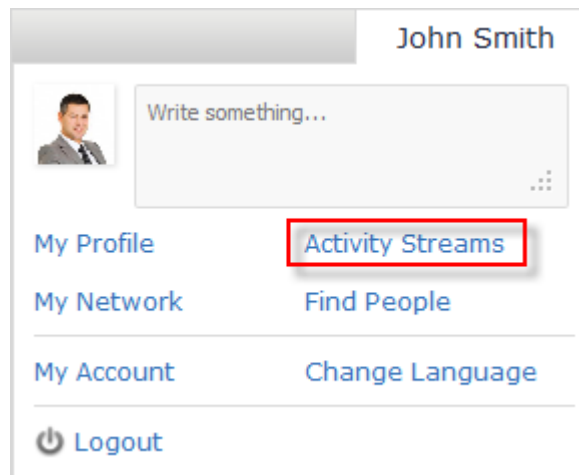 John Smith
Write something...
My Profile Activity Streams
My Network Find People
My Account Change Language
Logout